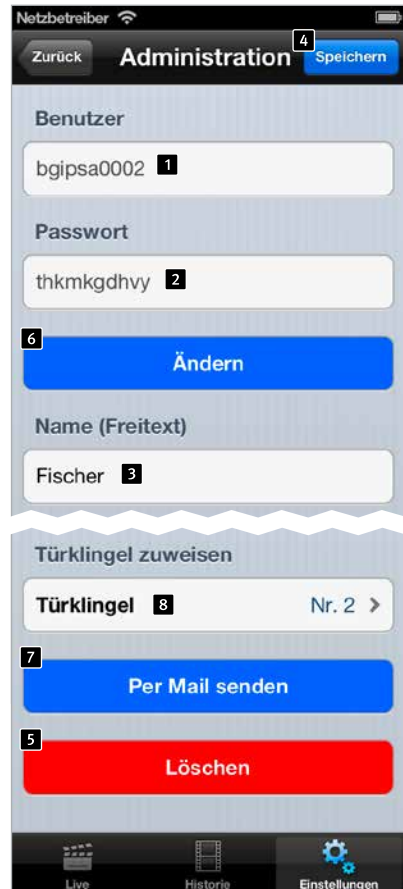 Netzbetreiber
Zurück Administration 4 Speichern
Benutzer
bgipsa0002 1
Passwort
thkmkgdhvy 2
6
Ändern
Name (Freitext)
Fischer 3
Türklingel zuweisen
Türklingel 8 Nr. 2 >
7
Per Mail senden
5
Löschen
Live Historie Einstellungen